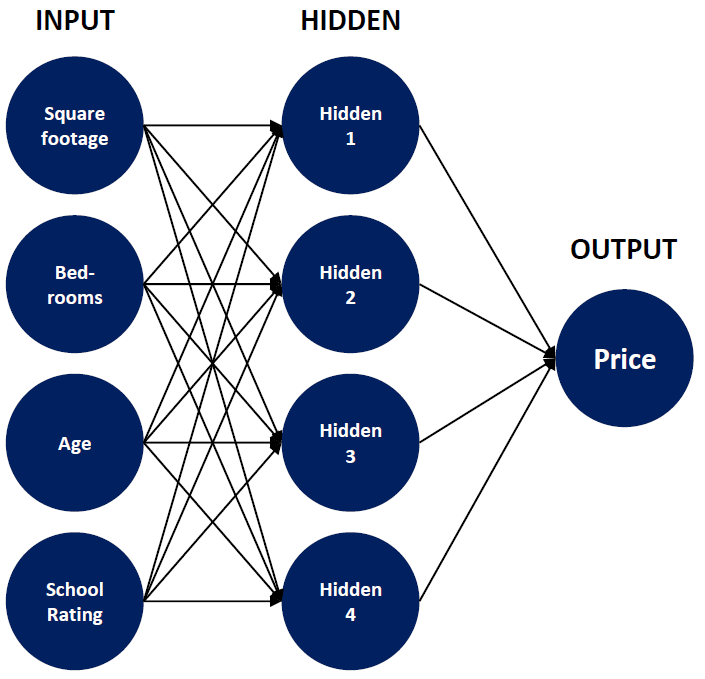 INPUT
HIDDEN
Square
footage
Hidden
1
Bed-
rooms
Hidden
2
OUTPUT
Price
Age
Hidden
3
School
Rating
Hidden
4